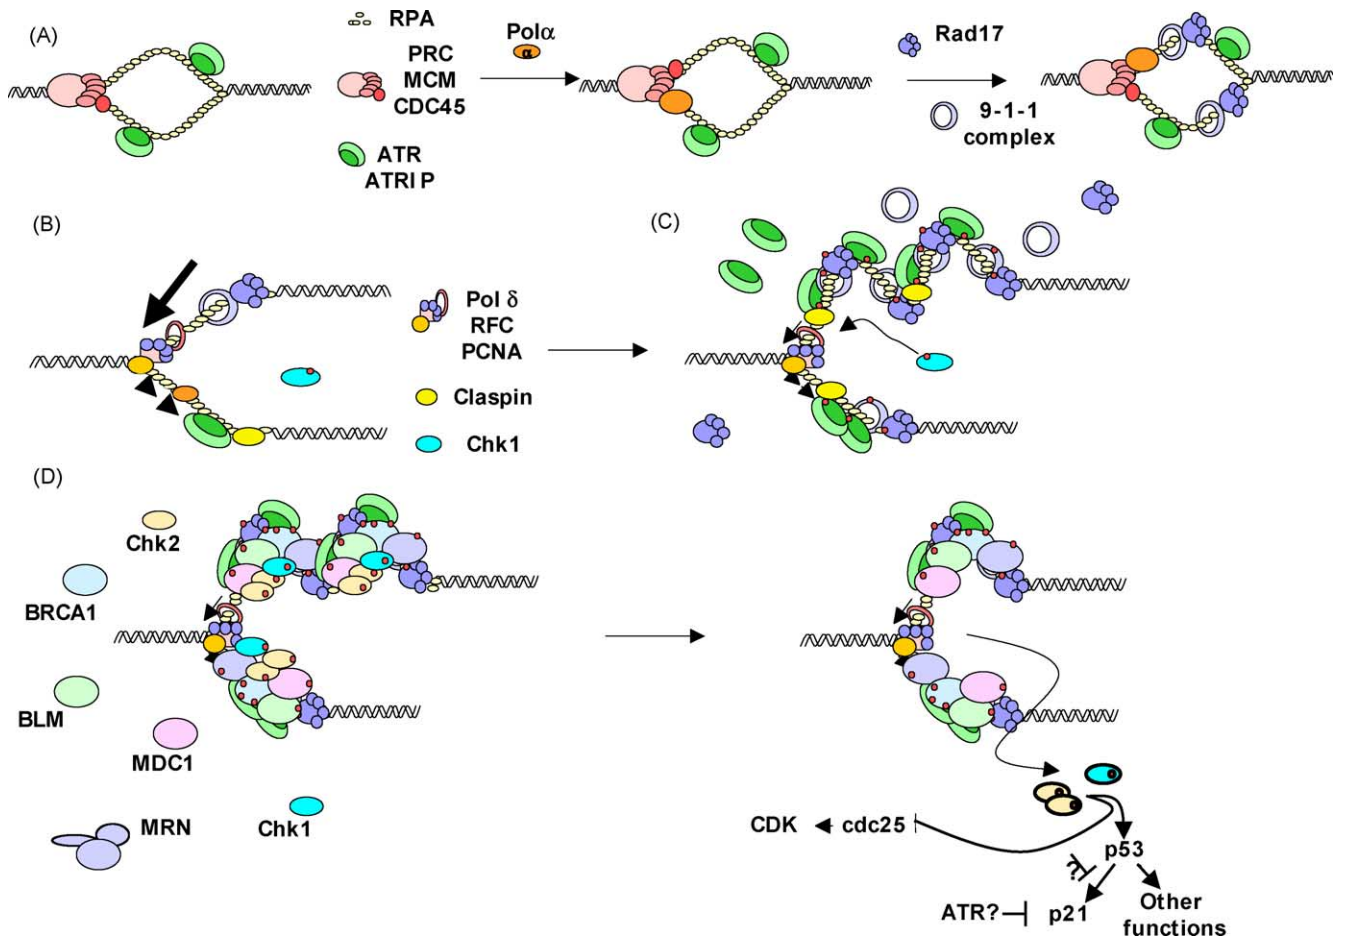 (A)
RPA
PRC
MCM
CDC45
ATR
ATRIP
Polα
α
Rad17
9-1-1
complex
(B)
Pol δ
RFC
PCNA
Claspin
Chk1
(C)
(D)
Chk2
BRCA1
BLM
MDC1
MRN
Chk1
CDK
cdc25
p53
?
ATR?
p21
Other
functions